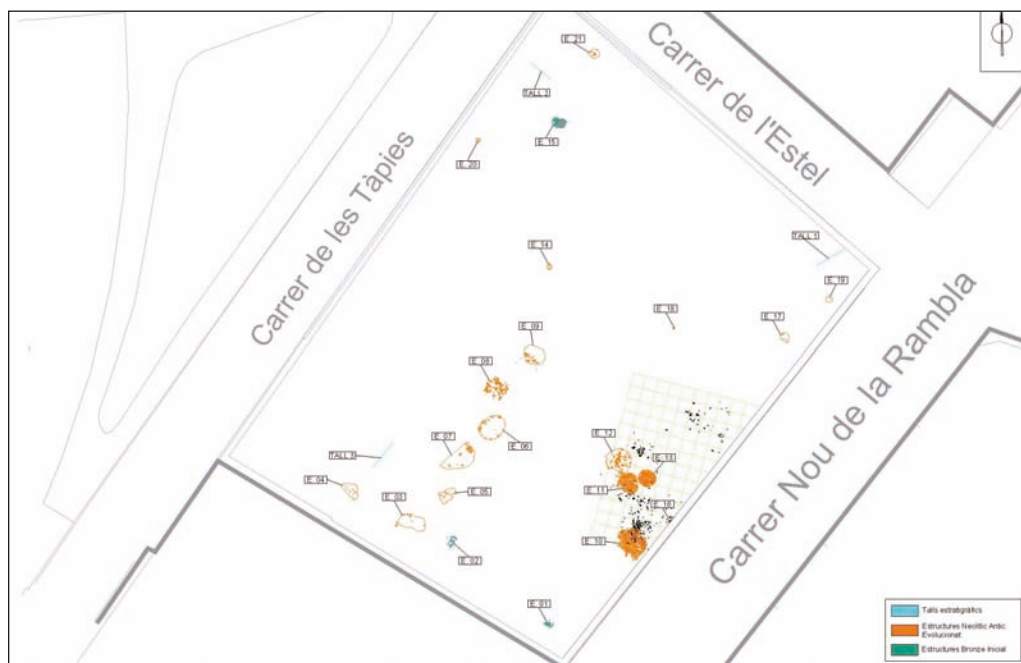 E. 21
Carrer de l'Estel
TALL 2
E. 15
E. 20
Carrer de les Tàpies
TALL 1
E. 14
E. 19
E. 18
E. 17
E. 09
E. 08
Carrer Nou de la Rambla
E. 06
E. 07
E. 12
E. 13
TALL 3
E. 04
E. 11
E. 05
E. 03
E. 16
E. 10
E. 02
E. 01
Talls estratigràfics
Estructures Neolític Antic
Evolucionat
Estructures Bronze Inicial